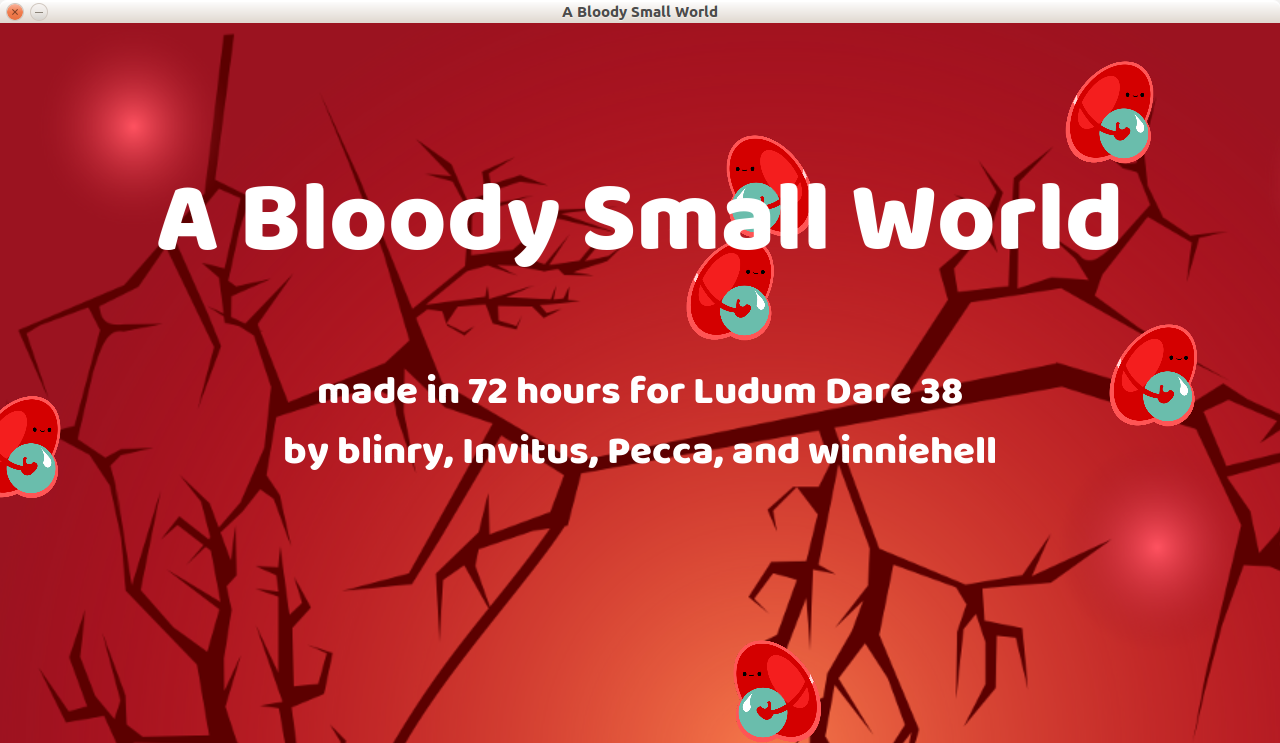 A Bloody Small World
A Bloody Small World
made in 72 hours for Ludum Dare 38
by blinry, Invitus, Pecca, and winniehell